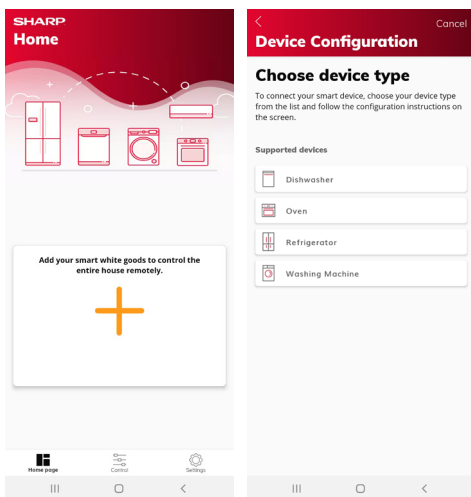 SHARP
Home
Add your smart white goods to control the
entire house remotely.
Home page
Control
Settings
Cancel
Device Configuration
Choose device type
To connect your smart device, choose your device type
from the list and follow the configuration instructions on
the screen.
Supported devices
Dishwasher
Oven
Refrigerator
Washing Machine